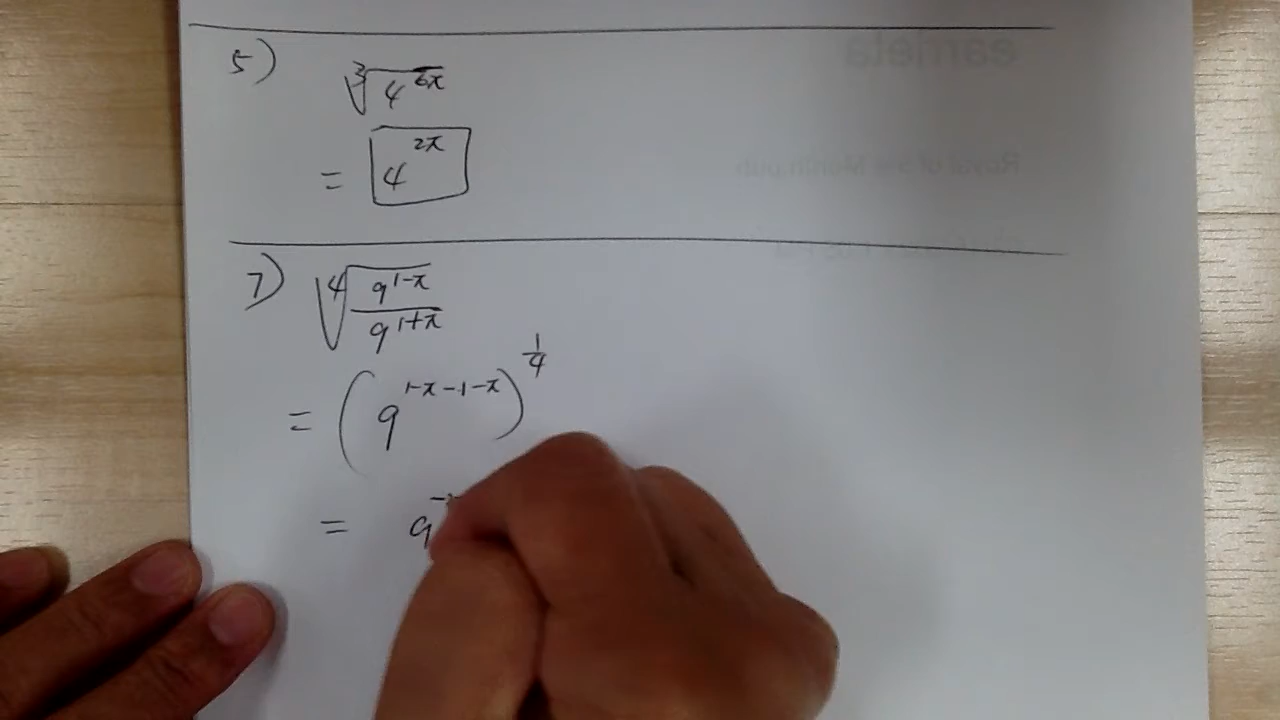 5)
∛(4^{6x})
= 4^{2x}
7)
∜(9^{1-x} / 9^{1+x})
= (9^{1-x-1-x})^{1/4}
= 9^{-